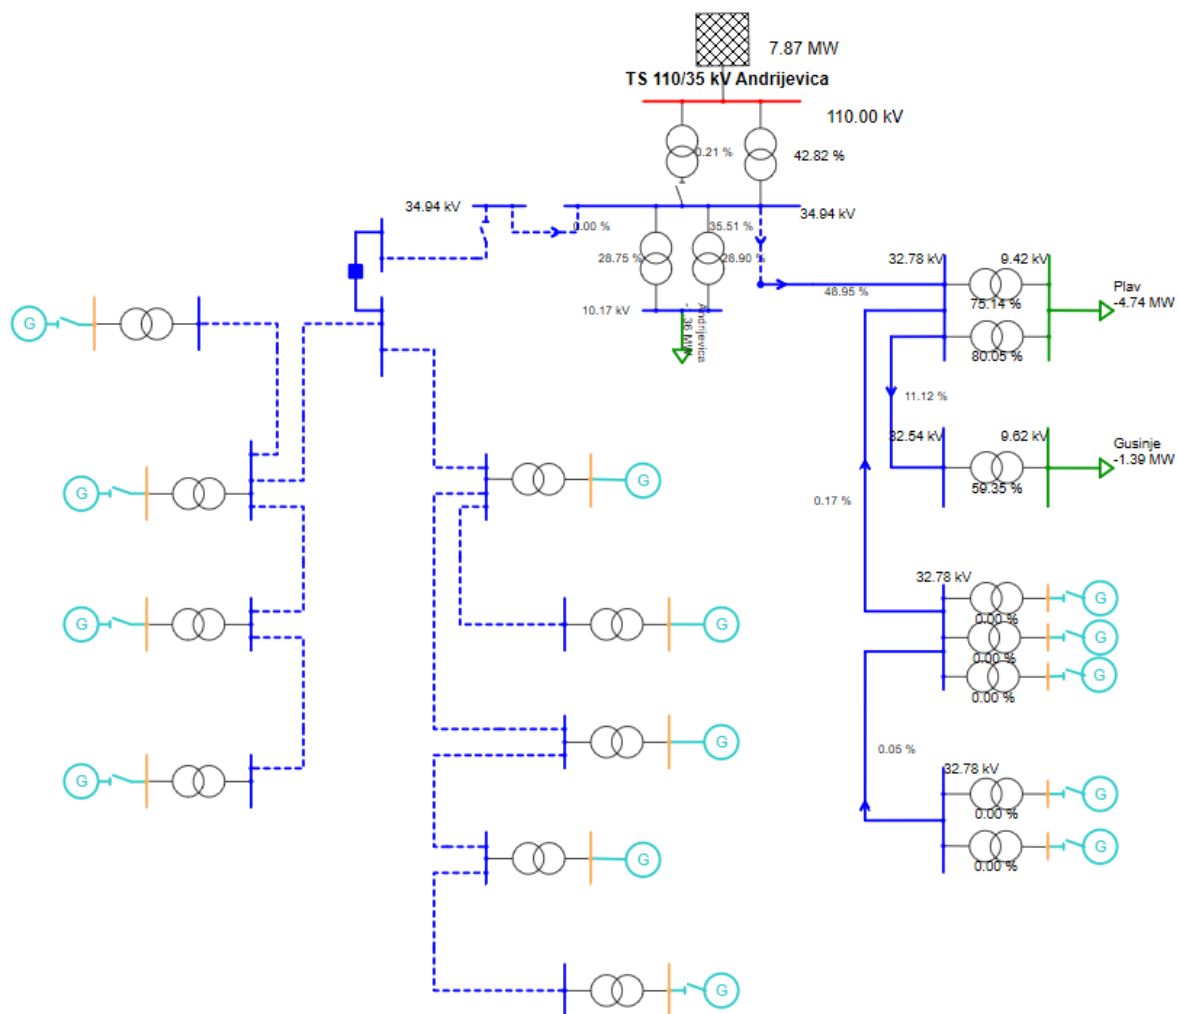 7.87 MW
TS 110/35 kV Andrijevica
110.00 kV
0.21 %
42.82 %
34.94 kV
34.94 kV
0.00 %
35.51 %
28.75 %
28.90 %
10.17 kV
Andrijevica
32.78 kV
9.42 kV
48.95 %
75.14 %
Plav
-4.74 MW
80.05 %
11.12 %
32.54 kV
9.62 kV
59.35 %
Gusinje
-1.39 MW
0.17 %
32.78 kV
0.00 %
0.00 %
0.00 %
0.05 %
32.78 kV
0.00 %
0.00 %
G
G
G
G
G
G
G
G
G
G
G
G
G
G